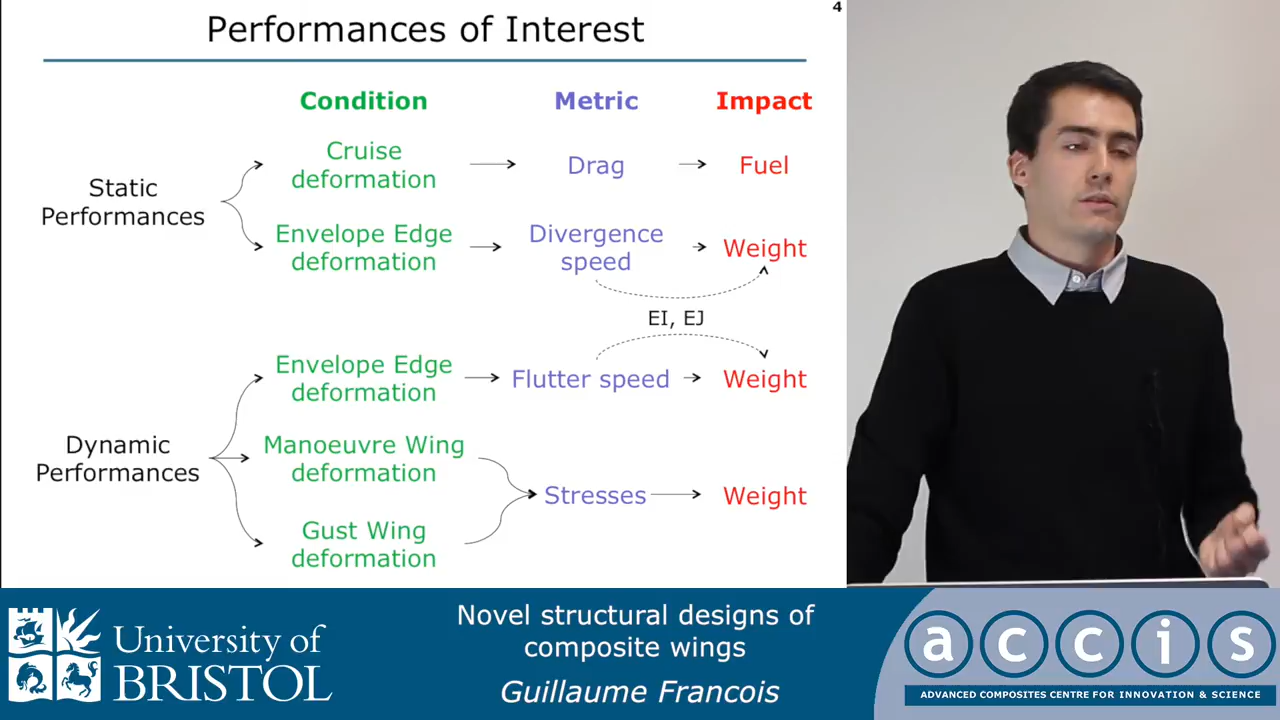 4
Performances of Interest
Condition
Metric
Impact
Static
Performances
Cruise
deformation
Drag
Fuel
Envelope Edge
deformation
Divergence
speed
Weight
EI, EJ
Dynamic
Performances
Envelope Edge
deformation
Flutter speed
Weight
Manoeuvre Wing
deformation
Gust Wing
deformation
Stresses
Weight
University of
BRISTOL
Novel structural designs of
composite wings
Guillaume Francois
accis
ADVANCED COMPOSITES CENTRE FOR INNOVATION & SCIENCE